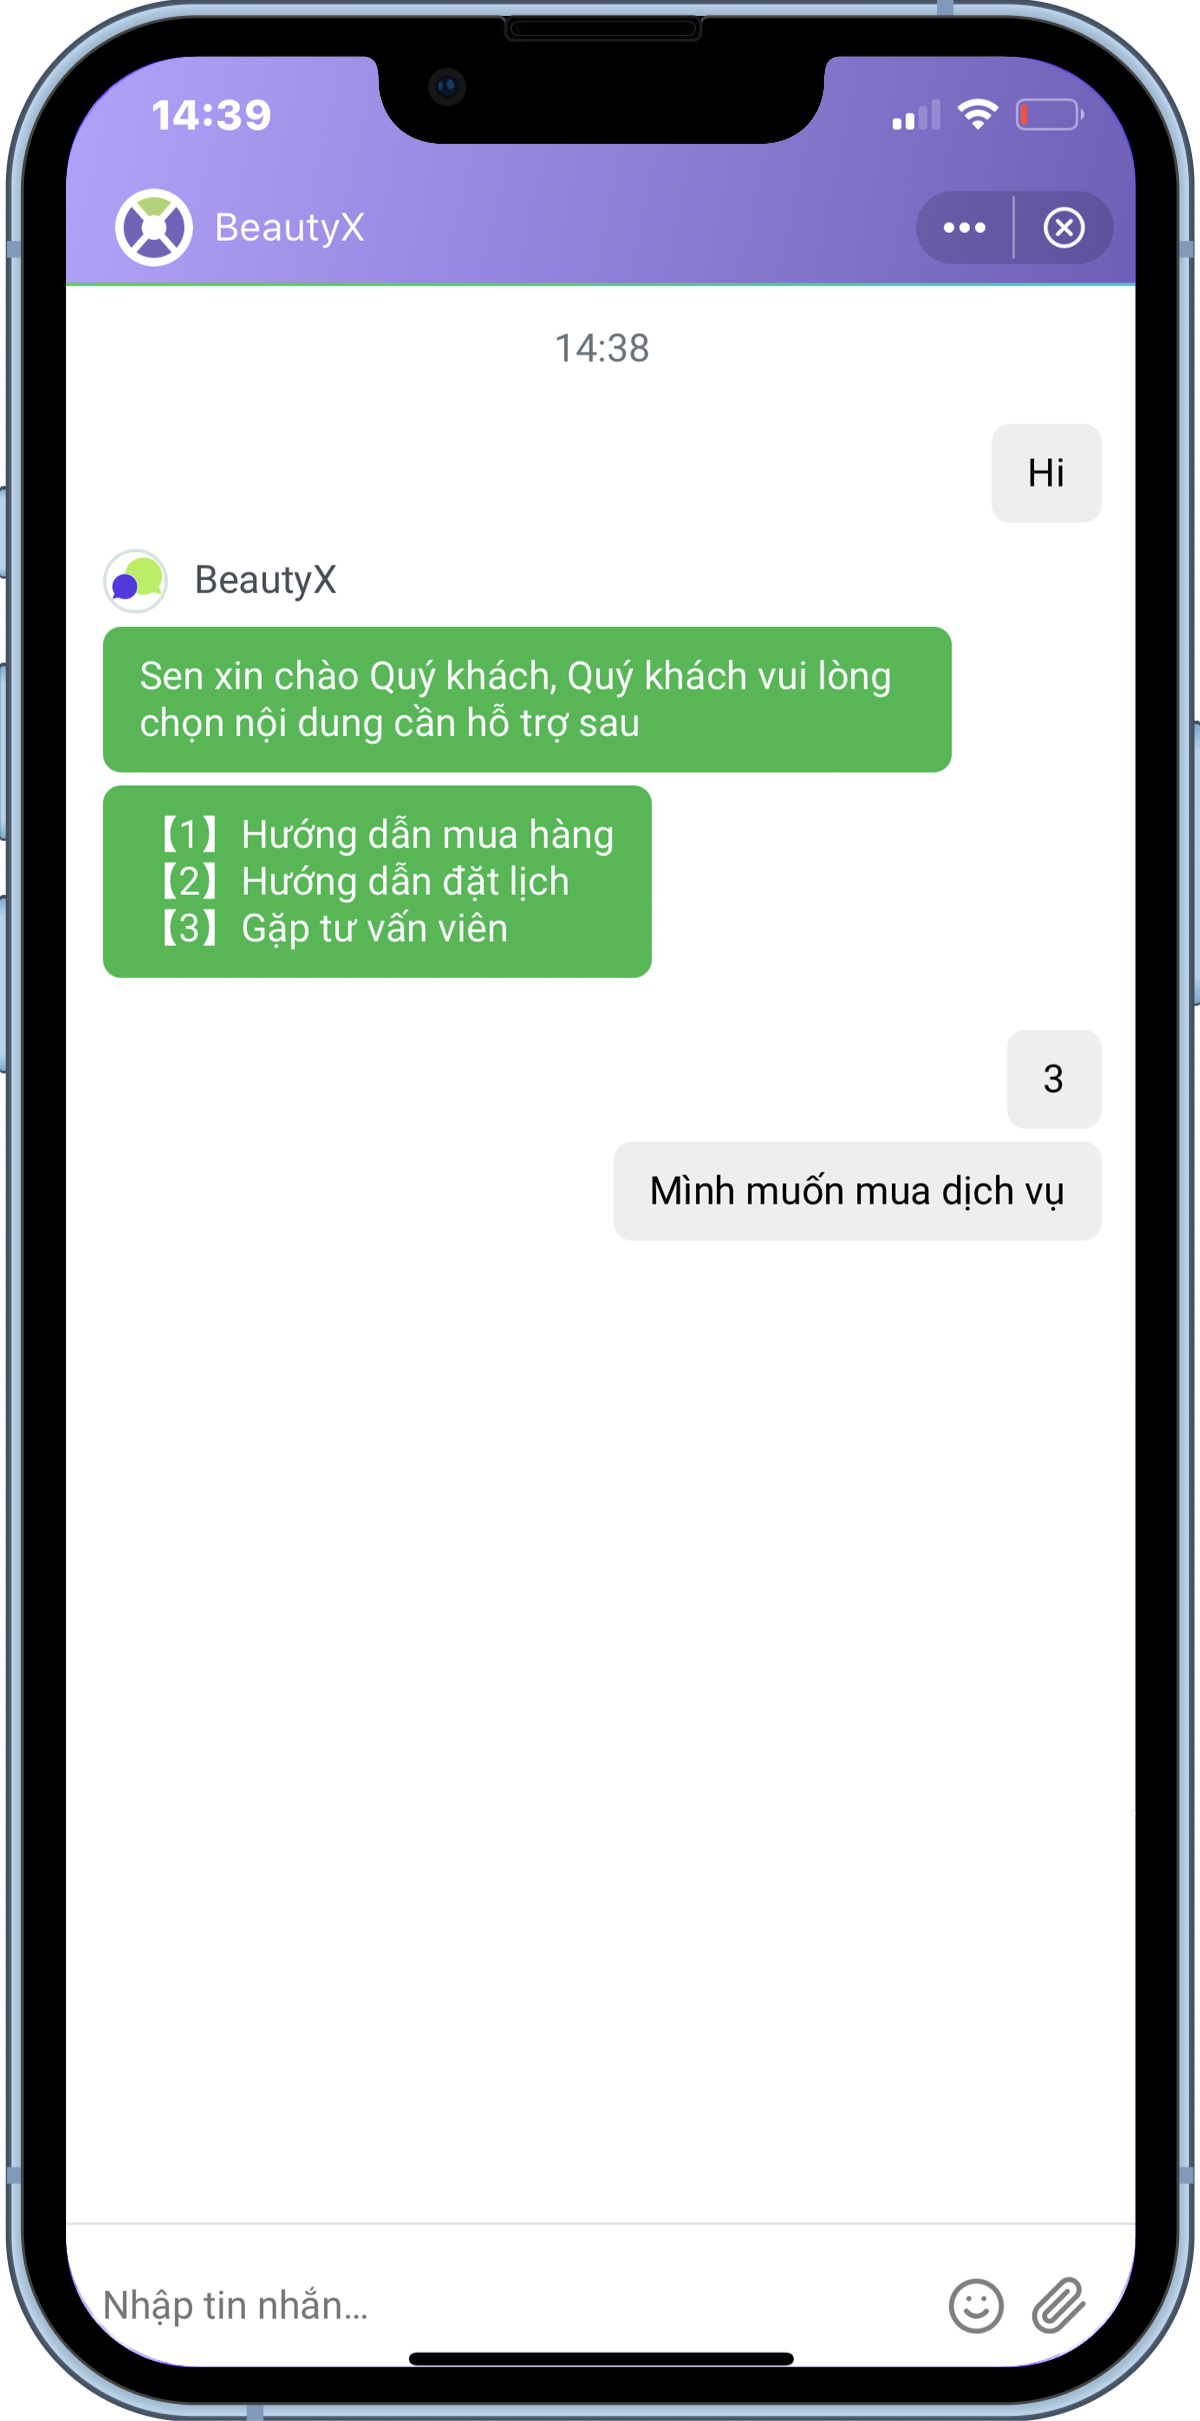 14:39
BeautyX
14:38
Hi
BeautyX
Sen xin chào Quý khách, Quý khách vui lòng
chọn nội dung cần hỗ trợ sau
【1】 Hướng dẫn mua hàng
【2】 Hướng dẫn đặt lịch
【3】 Gặp tư vấn viên
3
Mình muốn mua dịch vụ
Nhập tin nhắn...